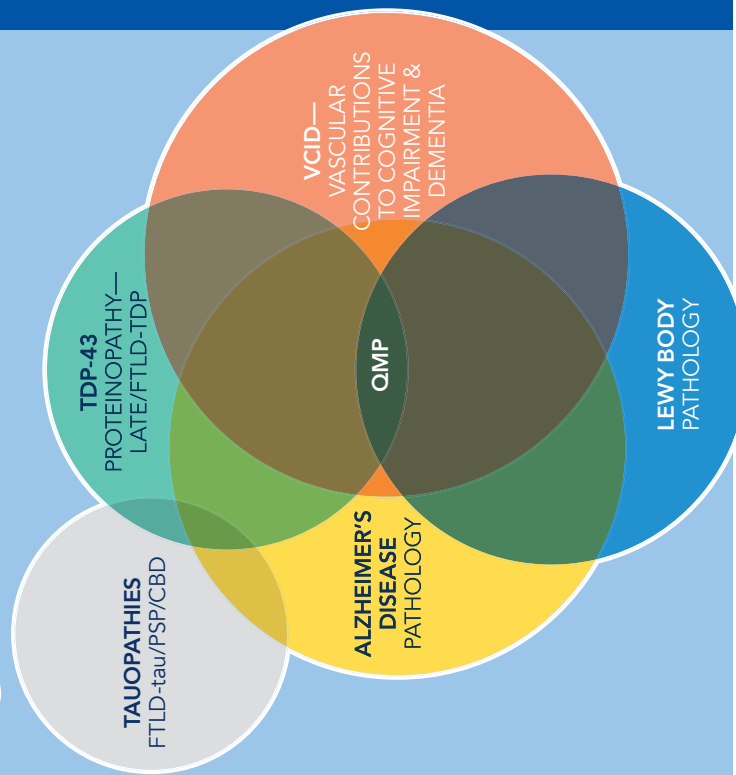 VCID—
VASCULAR
CONTRIBUTIONS
TO COGNITIVE
IMPAIRMENT &
DEMENTIA
TDP-43
PROTEINOPATHY—
LATE/FTLD-TDP
QMP
LEWY BODY
PATHOLOGY
ALZHEIMER'S
DISEASE
PATHOLOGY
TAUOPATHIES
FTLD-tau/PSP/CBD